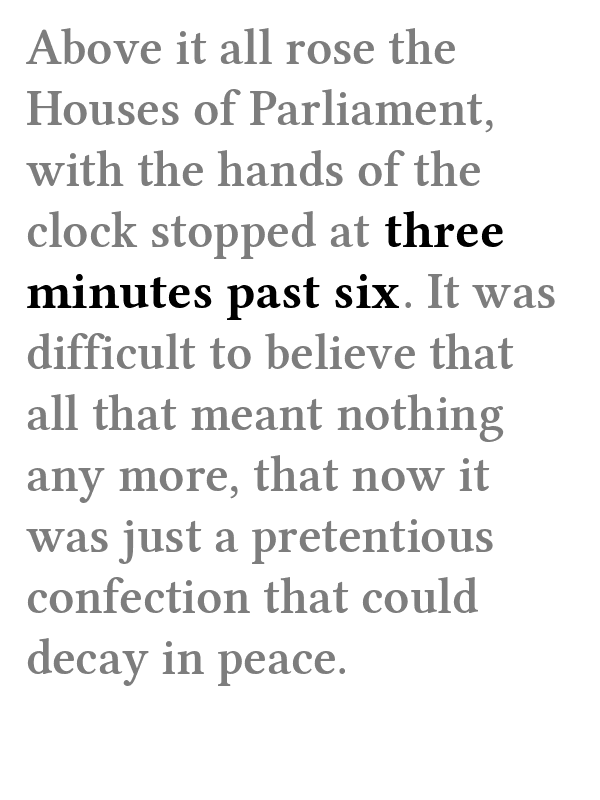 Above it all rose the
Houses of Parliament,
with the hands of the
clock stopped at three
minutes past six. It was
difficult to believe that
all that meant nothing
any more, that now it
was just a pretentious
confection that could
decay in peace.